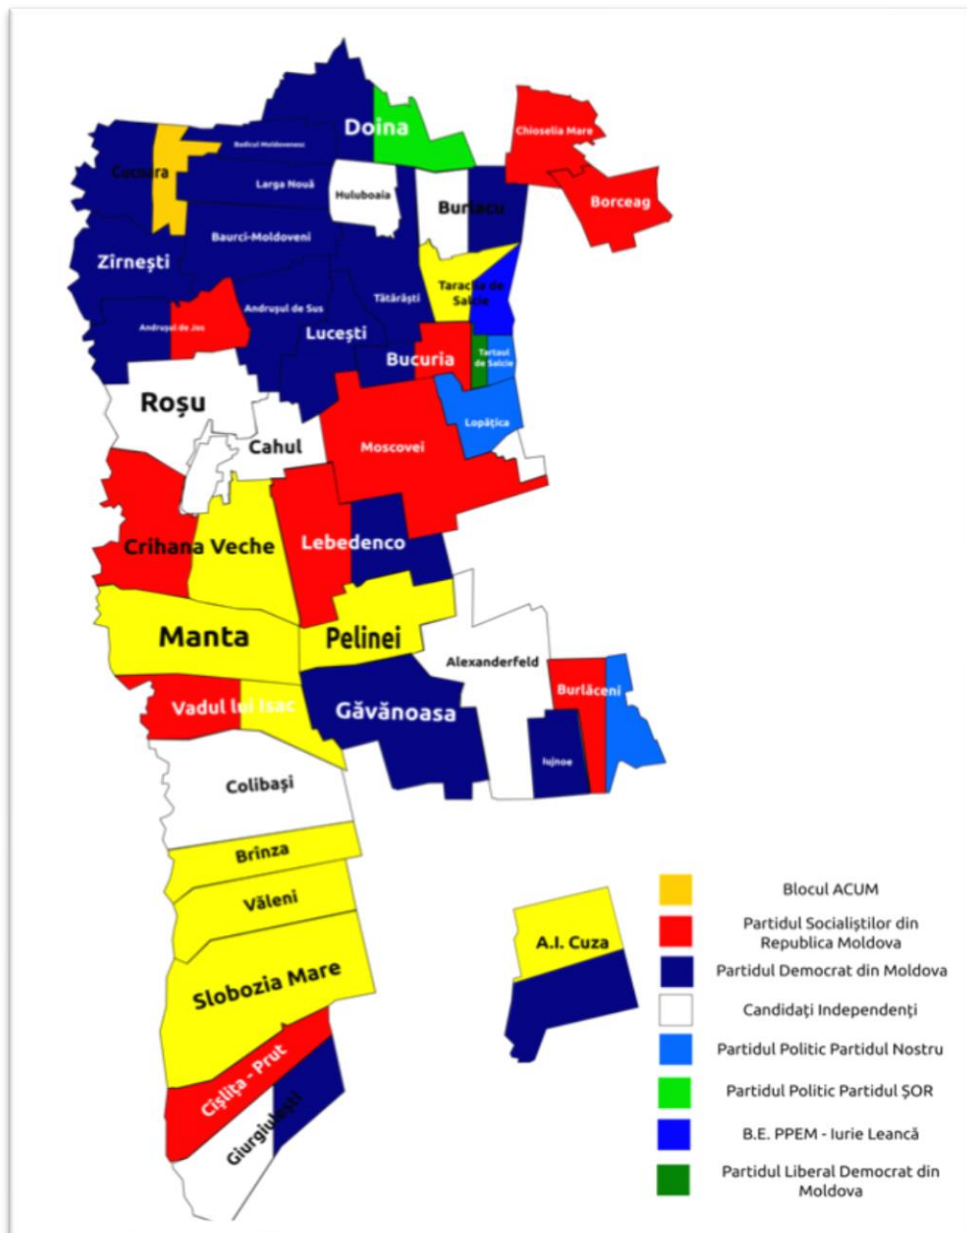 Doina
Chioselia Mare
Badicul Moldovenesc
Cucoara
Larga Nouă
Huluboaia
Borceag
Buriacu
Baurci-Moldoveni
Zîrnești
Taraclia de
Salcie
Tătărăști
Andrușul de Sus
Andrușul de Jos
Lucești
Bucuria
Tartaul
de Salcie
Roșu
Lopățica
Cahul
Moscovei
Crihana Veche
Lebedenco
Manta
Pelinei
Alexanderfeld
Burlăceni
Vadul lui Isac
Găvănoasa
Iujnoe
Colibași
Brînza
Văleni
A.I. Cuza
Slobozia Mare
Cîșlița - Prut
Giurgiulești
Blocul ACUM
Partidul Socialiștilor din
Republica Moldova
Partidul Democrat din Moldova
Candidați Independenți
Partidul Politic Partidul Nostru
Partidul Politic Partidul ȘOR
B.E. PPEM - Iurie Leancă
Partidul Liberal Democrat din
Moldova